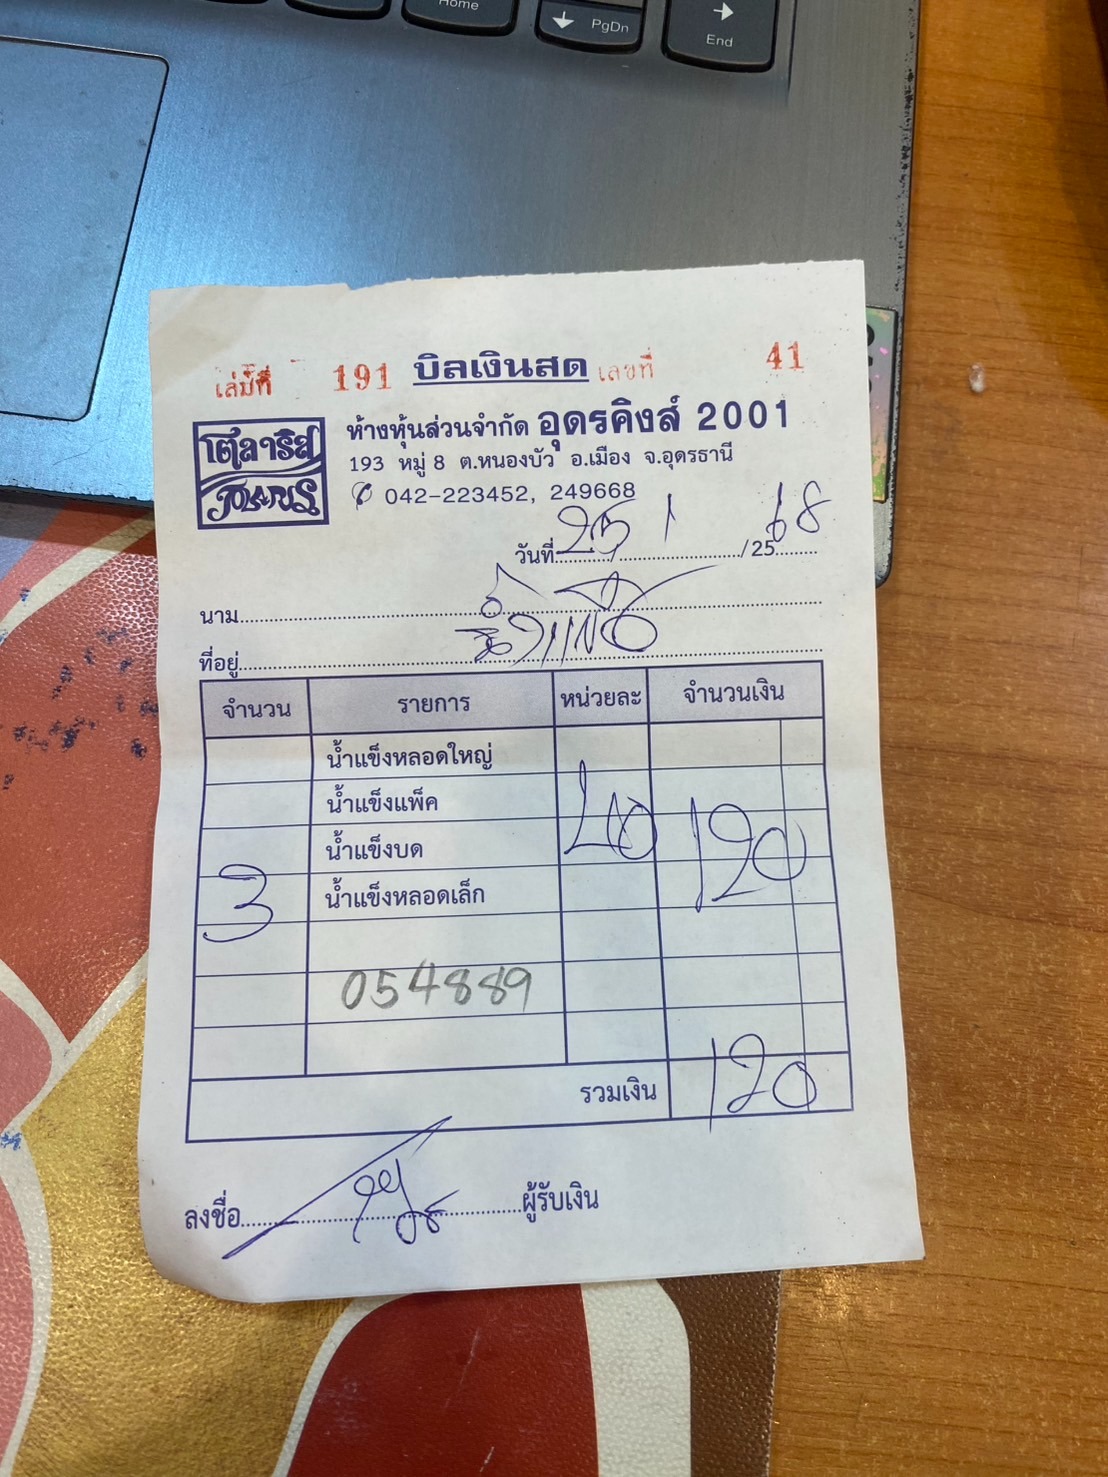 Home
PgDn
End
เล่มที่ 191 บิลเงินสด เลขที่ 41
โต๊ลาริส
POLARIS
ห้างหุ้นส่วนจำกัด อุดรคิงส์ 2001
193 หมู่ 8 ต.หนองบัว อ.เมือง จ.อุดรธานี
042-223452, 249668
วันที่ 25 / 1 /2568
นาม
ที่อยู่
จำนวน รายการ หน่วยละ จำนวนเงิน
น้ำแข็งหลอดใหญ่
น้ำแข็งแพ็ค
น้ำแข็งบด 40 120
3 น้ำแข็งหลอดเล็ก
054889
รวมเงิน 120
ลงชื่อ ผู้รับเงิน